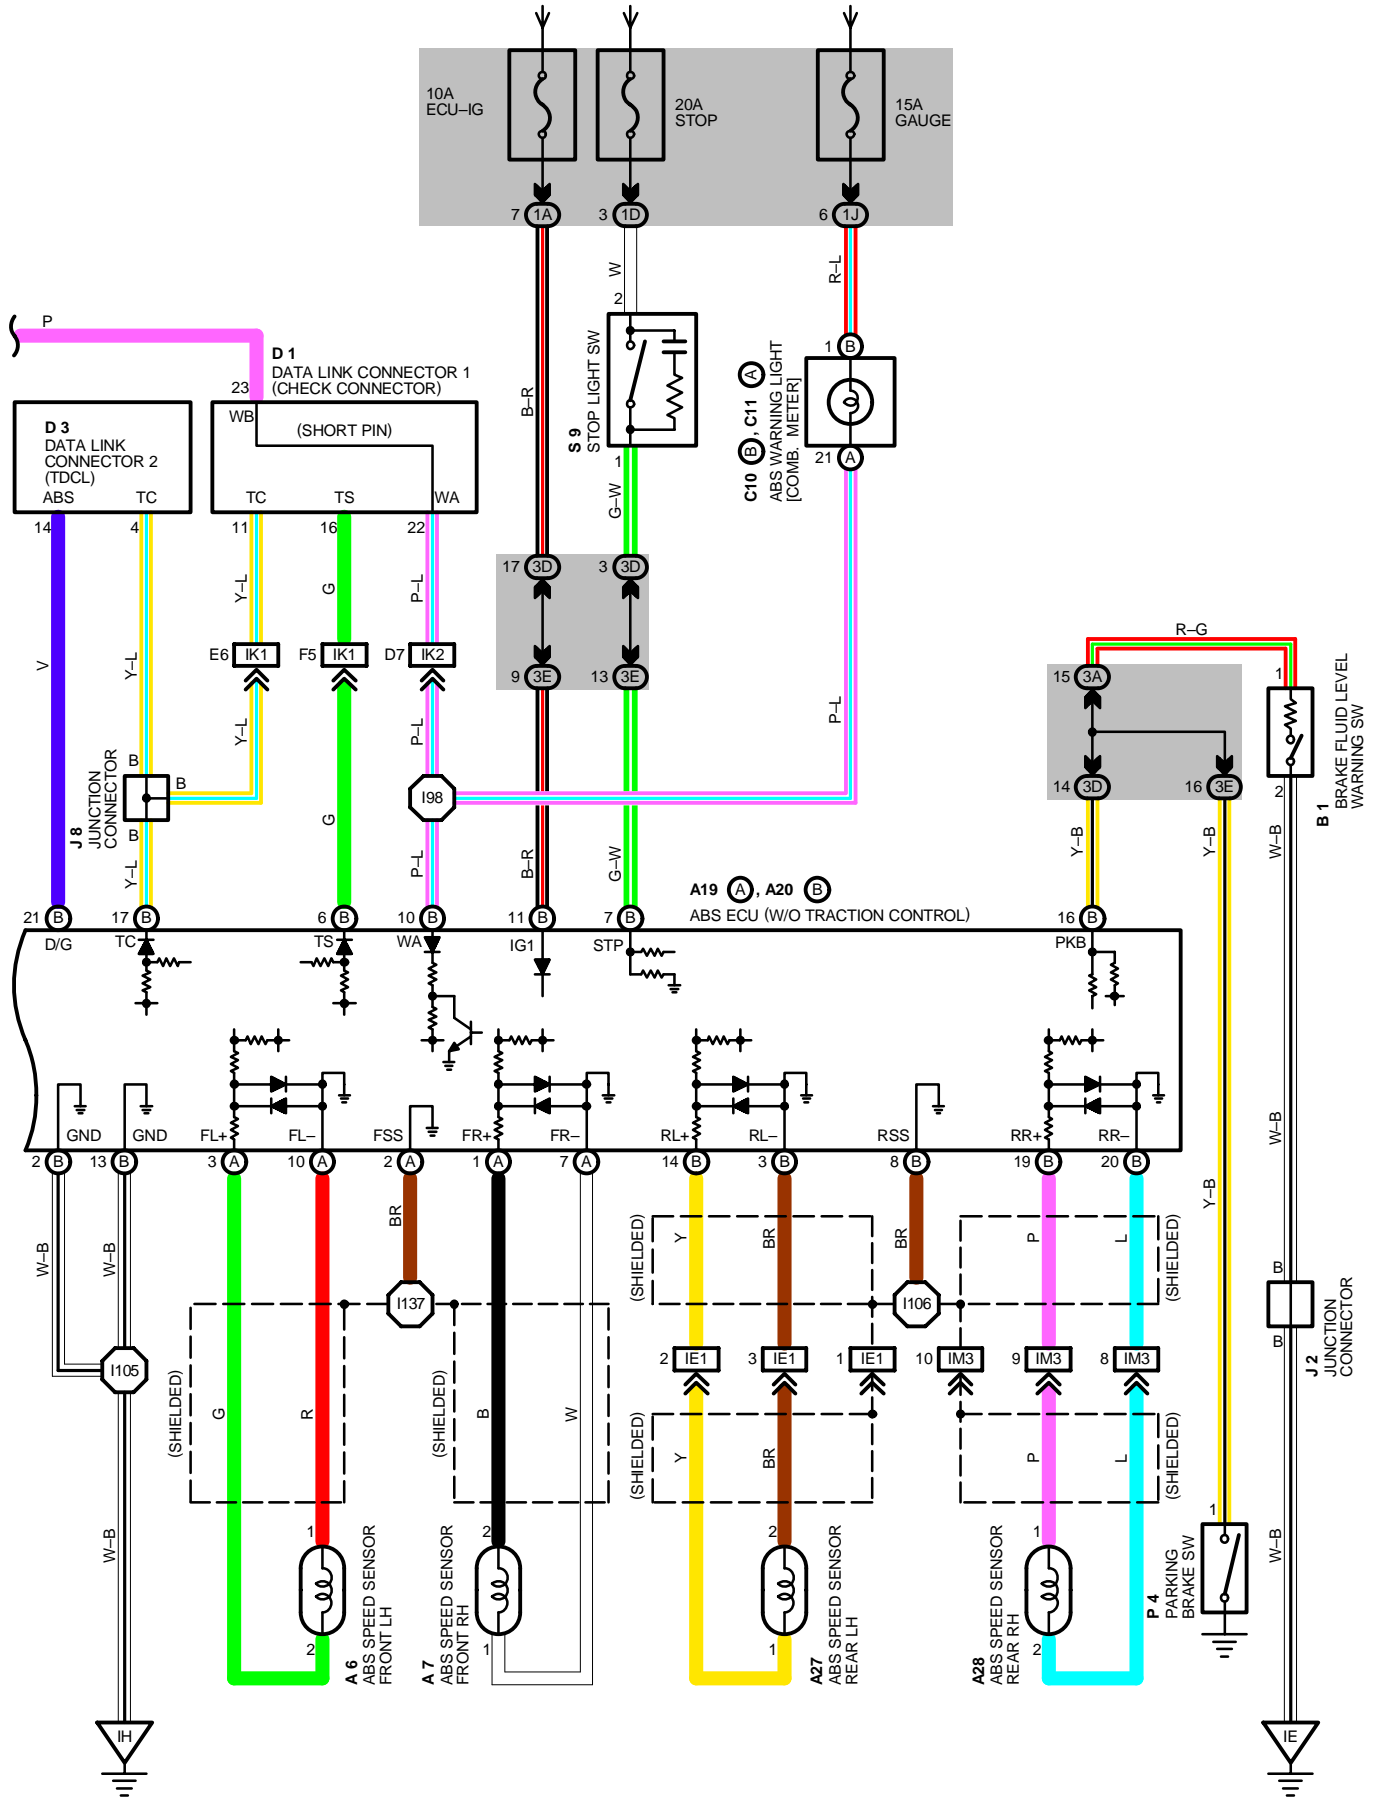 10A
ECU–IG
20A
STOP
15A
GAUGE
7 1A
3 1D
6 1J
W
R–L
2
1 B
P
D 1
DATA LINK CONNECTOR 1
(CHECK CONNECTOR)
23
WB
(SHORT PIN)
TC
TS
WA
11
16
22
D 3
DATA LINK
CONNECTOR 2
(TDCL)
ABS
TC
14
4
B–R
S 9
STOP LIGHT SW
1
G–W
C10 B , C11 A
ABS WARNING LIGHT
[COMB. METER]
21 A
17 3D
3 3D
9 3E
13 3E
Y–L
G
P–L
E6 IK1
F5 IK1
D7 IK2
V
Y–L
Y–L
P–L
P–L
R–G
15 3A
14 3D
16 3E
1
2
B 1
BRAKE FLUID LEVEL
WARNING SW
B
B
B
J 8
JUNCTION
CONNECTOR
I98
Y–L
G
P–L
B–R
G–W
Y–B
Y–B
W–B
A19 A , A20 B
ABS ECU (W/O TRACTION CONTROL)
21 B
17 B
6 B
10 B
11 B
7 B
16 B
D/G
TC
TS
WA
IG1
STP
PKB
GND
GND
FL+
FL–
FSS
FR+
FR–
RL+
RL–
RSS
RR+
RR–
2 B
13 B
3 A
10 A
2 A
1 A
7 A
14 B
3 B
8 B
19 B
20 B
W–B
Y–B
W–B
W–B
BR
(SHIELDED)
Y
BR
BR
P
L
(SHIELDED)
I137
I106
B
B
J 2
JUNCTION
CONNECTOR
I105
2 IE1
3 IE1
1 IE1
10 IM3
9 IM3
8 IM3
(SHIELDED)
G
R
(SHIELDED)
B
W
(SHIELDED)
Y
BR
P
L
(SHIELDED)
W–B
W–B
1
2
A 6
ABS SPEED SENSOR
FRONT LH
2
1
A 7
ABS SPEED SENSOR
FRONT RH
2
1
A27
ABS SPEED SENSOR
REAR LH
1
2
A28
ABS SPEED SENSOR
REAR RH
1
P 4
PARKING
BRAKE SW
IH
IE